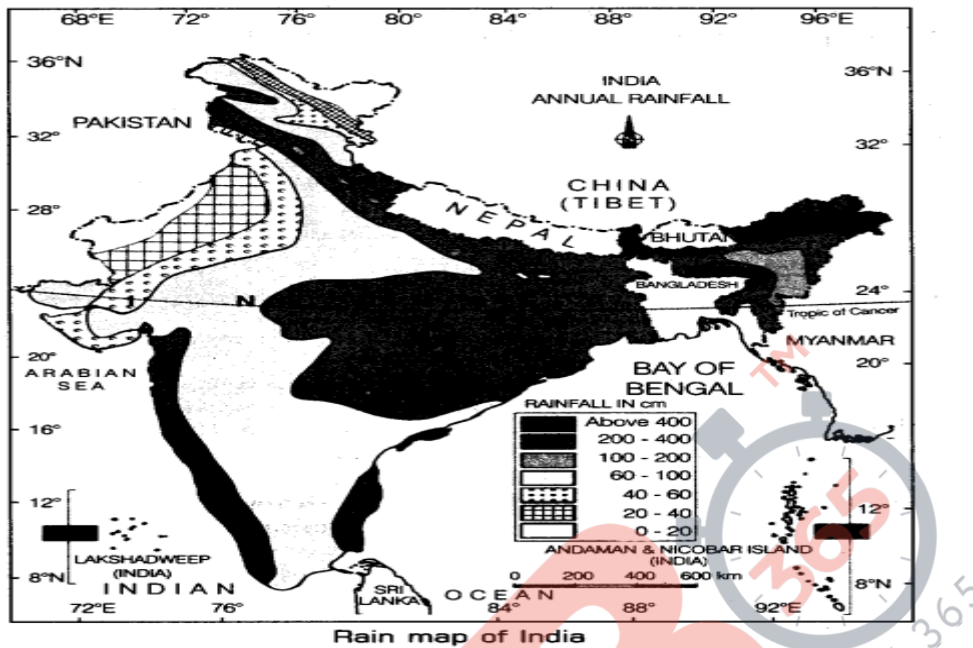 68°E 72° 76° 80° 84° 88° 92° 96°E
36°N 36°N
INDIA
ANNUAL RAINFALL
PAKISTAN
32° 32°
CHINA
(TIBET)
28° 28°
NEPAL
BHUTAI
BANGLADESH
24° 24°
I N
Tropic of Cancer
MYANMAR
20° 20°
ARABIAN
SEA
BAY OF
BENGAL
TM
RAINFALL IN cm
Above 400
200 - 400
100 - 200
60 - 100
40 - 60
20 - 40
0 - 20
16°
12° 12°
LAKSHADWEEP
(INDIA)
ANDAMAN & NICOBAR ISLAND
(INDIA)
0 200 400 600 km
8°N 8°N
INDIAN OCEAN
SRI
LANKA
72°E 76° 84° 88° 92°E
365
365
Rain map of India